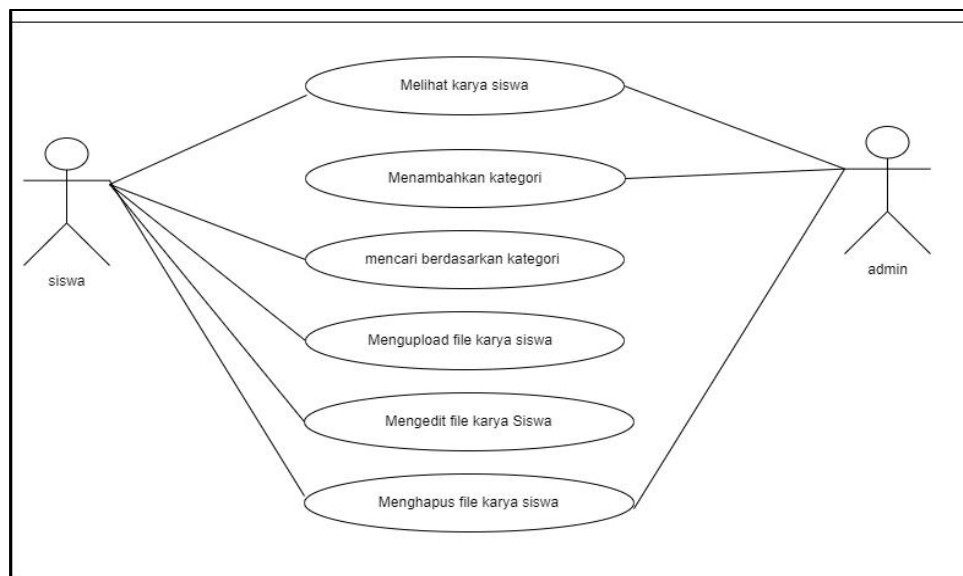 Melihat karya siswa
Menambahkan kategori
mencari berdasarkan kategori
siswa
admin
Mengupload file karya siswa
Mengedit file karya Siswa
Menghapus file karya siswa